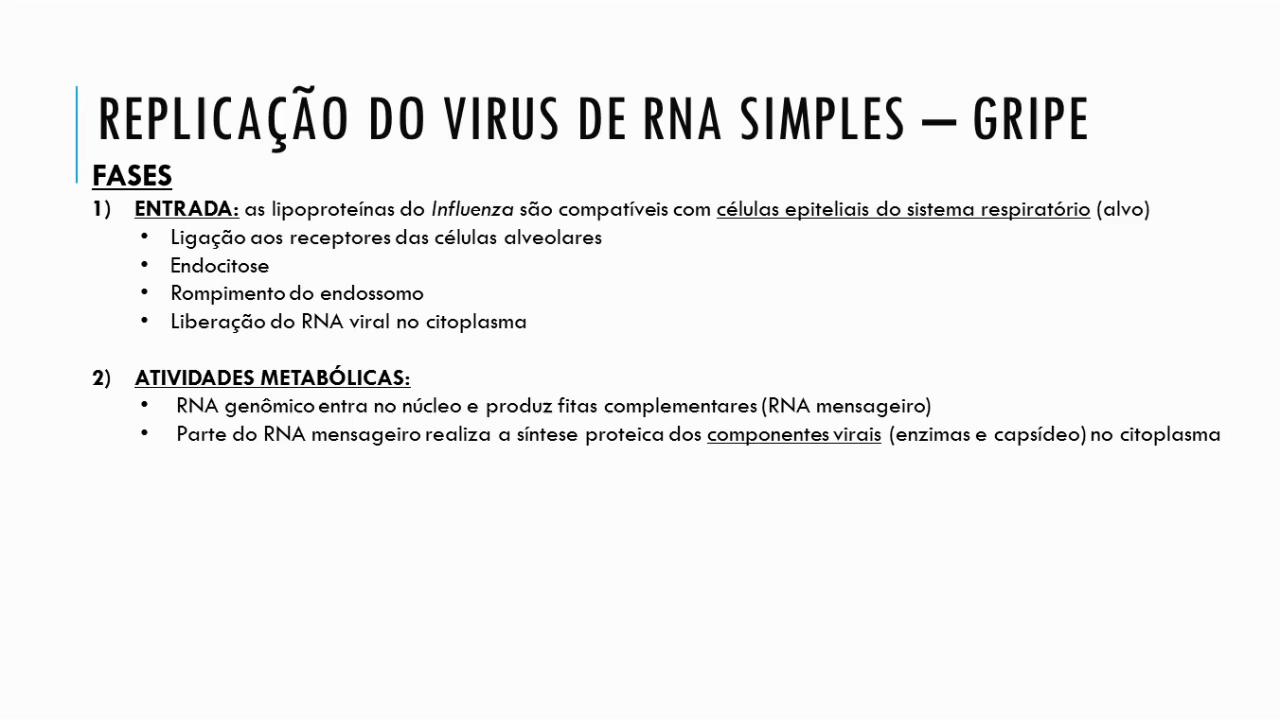 REPLICAÇÃO DO VIRUS DE RNA SIMPLES – GRIPE
FASES
1) ENTRADA: as lipoproteínas do Influenza são compatíveis com células epiteliais do sistema respiratório (alvo)
• Ligação aos receptores das células alveolares
• Endocitose
• Rompimento do endossomo
• Liberação do RNA viral no citoplasma
2) ATIVIDADES METABÓLICAS:
• RNA genômico entra no núcleo e produz fitas complementares (RNA mensageiro)
• Parte do RNA mensageiro realiza a síntese proteica dos componentes virais (enzimas e capsídeo) no citoplasma